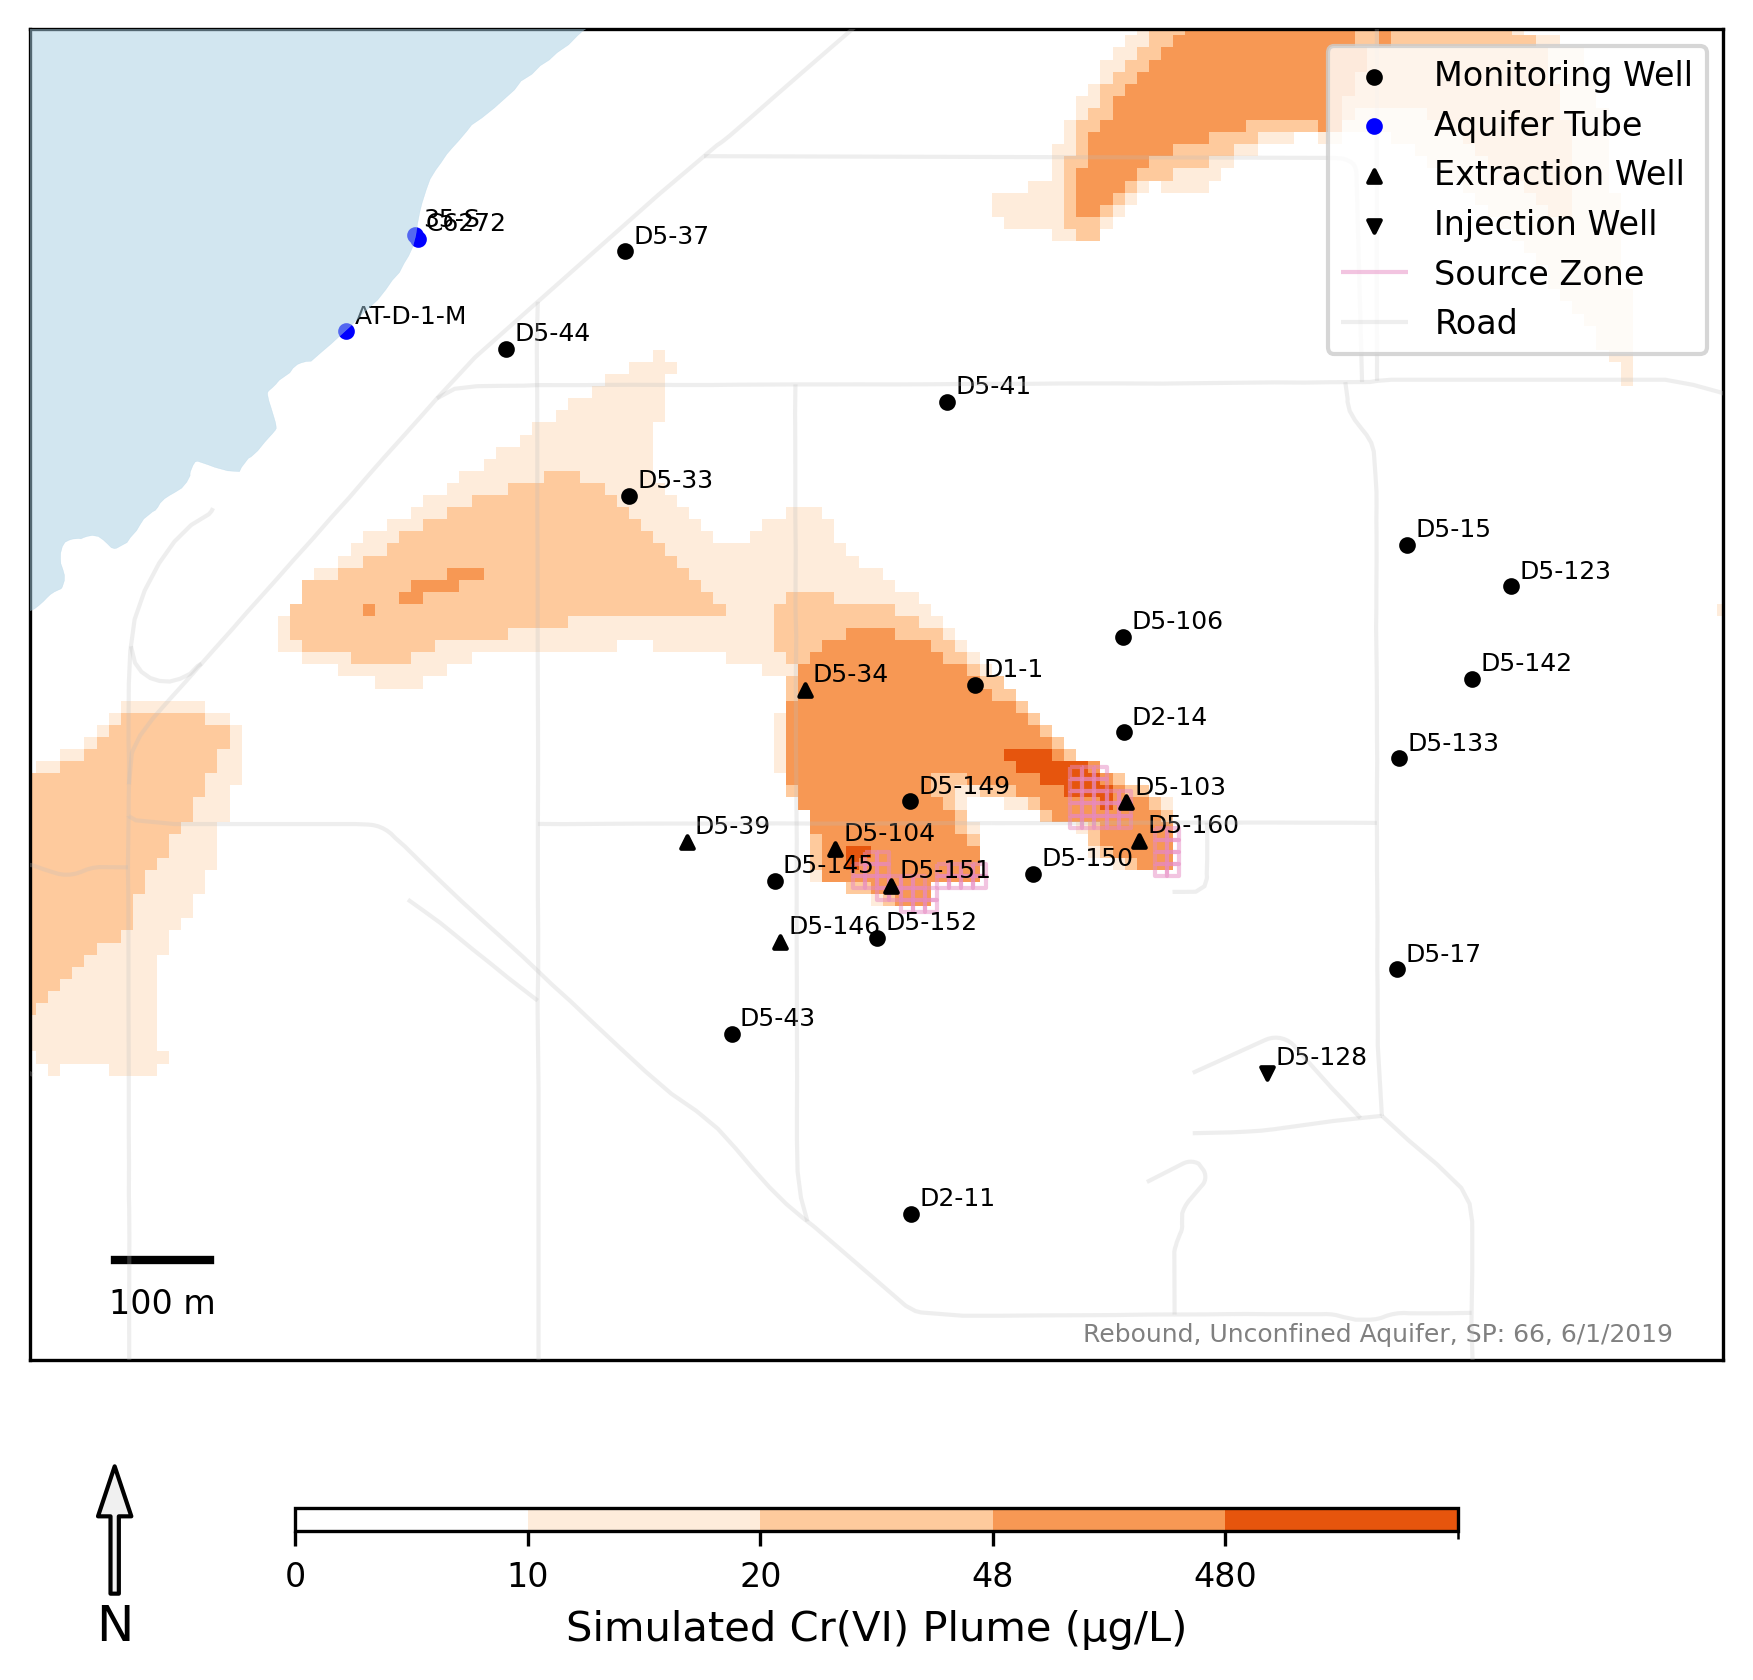 Monitoring Well
Aquifer Tube
Extraction Well
Injection Well
Source Zone
Road
35-S
C6272
D5-37
AT-D-1-M
D5-44
D5-41
D5-33
D5-15
D5-123
D5-106
D5-142
D1-1
D5-34
D2-14
D5-133
D5-149
D5-103
D5-39
D5-104
D5-160
D5-145
D5-151
D5-150
D5-146
D5-152
D5-17
D5-43
D5-128
D2-11
100 m
Rebound, Unconfined Aquifer, SP: 66, 6/1/2019
0 10 20 48 480
Simulated Cr(VI) Plume (μg/L)
N